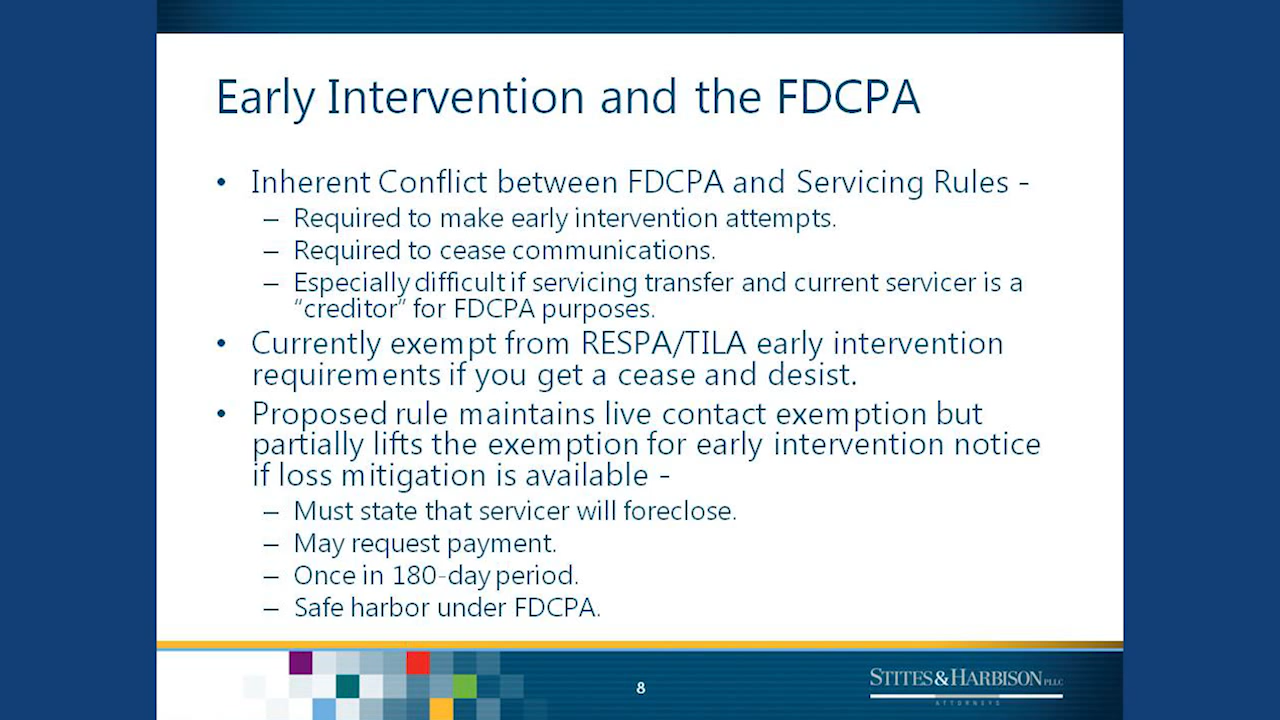 Early Intervention and the FDCPA
• Inherent Conflict between FDCPA and Servicing Rules -
– Required to make early intervention attempts.
– Required to cease communications.
– Especially difficult if servicing transfer and current servicer is a
“creditor” for FDCPA purposes.
• Currently exempt from RESPA/TILA early intervention
requirements if you get a cease and desist.
• Proposed rule maintains live contact exemption but
partially lifts the exemption for early intervention notice
if loss mitigation is available -
– Must state that servicer will foreclose.
– May request payment.
– Once in 180-day period.
– Safe harbor under FDCPA.
8
STITES & HARBISON PLLC
ATTORNEYS